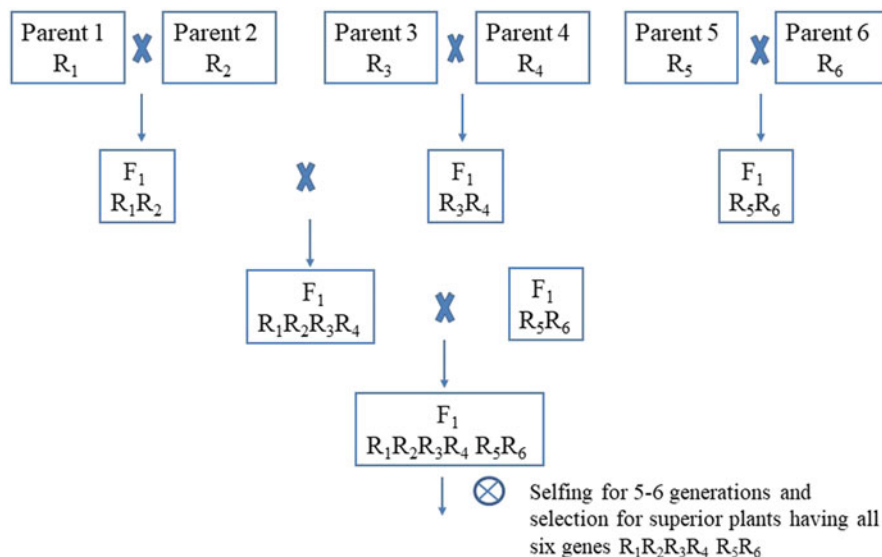 Parent 1
R₁
Parent 2
R₂
Parent 3
R₃
Parent 4
R₄
Parent 5
R₅
Parent 6
R₆
F₁
R₁R₂
F₁
R₃R₄
F₁
R₅R₆
F₁
R₁R₂R₃R₄
F₁
R₅R₆
F₁
R₁R₂R₃R₄ R₅R₆
Selfing for 5-6 generations and
selection for superior plants having all
six genes R₁R₂R₃R₄ R₅R₆